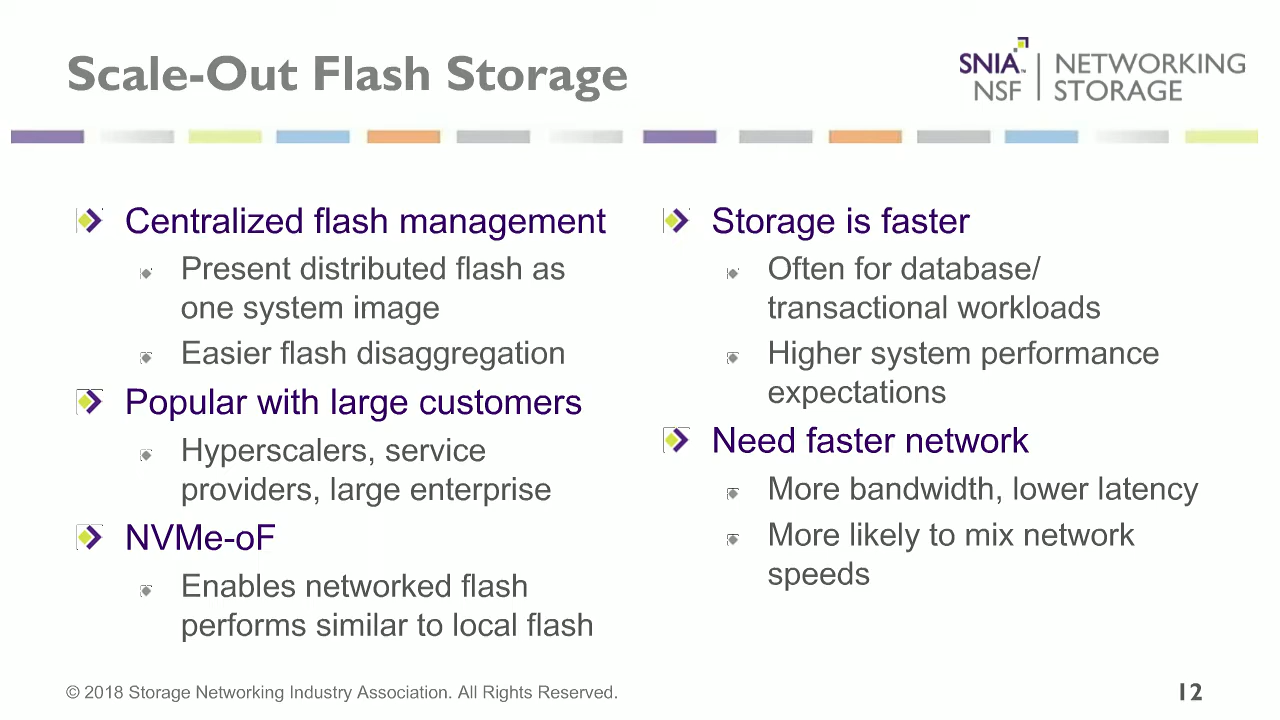 Scale-Out Flash Storage
SNIA™ NSF | NETWORKING STORAGE
Centralized flash management
Present distributed flash as
one system image
Easier flash disaggregation
Popular with large customers
Hyperscalers, service
providers, large enterprise
NVMe-oF
Enables networked flash
performs similar to local flash
Storage is faster
Often for database/
transactional workloads
Higher system performance
expectations
Need faster network
More bandwidth, lower latency
More likely to mix network
speeds
© 2018 Storage Networking Industry Association. All Rights Reserved.
12